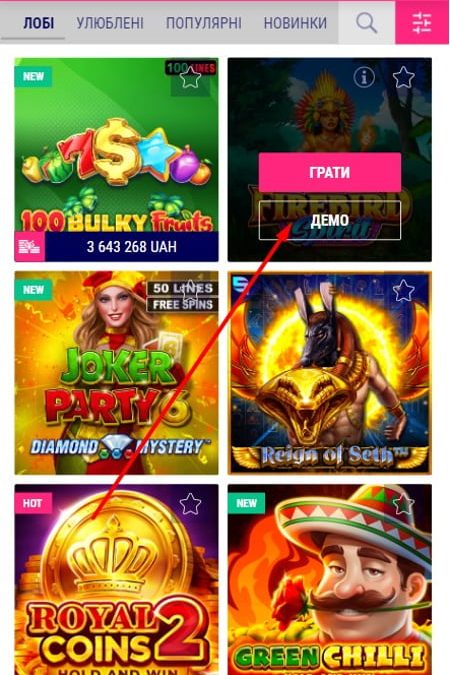 ЛОБІ УЛЮБЛЕНІ ПОПУЛЯРНІ НОВИНКИ
NEW
100 LINES
100 BULKY Fruits
3 643 268 UAH
ГРАТИ
FIREBIRD
ДЕМО
Spirit
NEW
50 LINES
FREE SPINS
JOKER
PARTY 6
DIAMOND MYSTERY™
Reign of Seth™
HOT
ROYAL
COINS 2
HOLD AND WIN
NEW
GREEN CHILLI